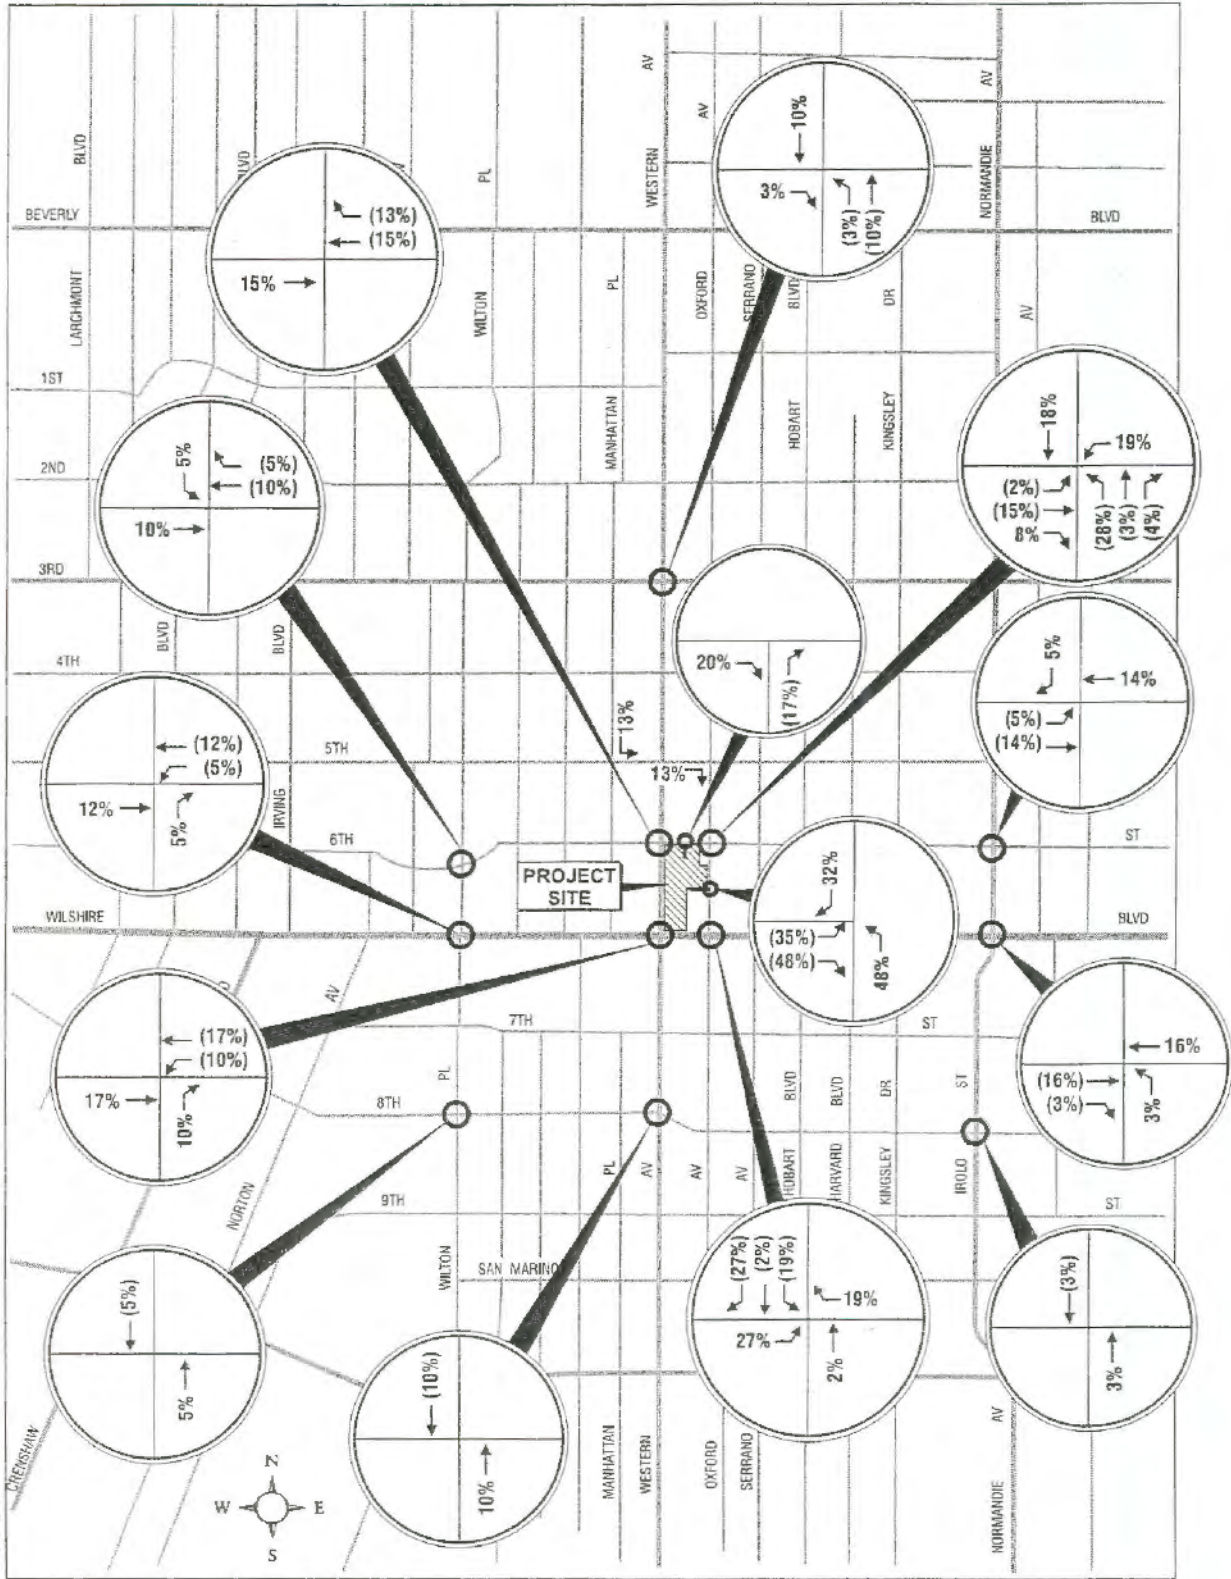 BLVD
BLVD
PL
AV
AV
AV
WESTERN
NORMANDIE
BEVERLY
BLVD
LARCHMONT
WILTON
PL
OXFORD
SERRANO
BLVD
DR
AV
10%
3%
(3%)
(10%)
(13%)
(15%)
15%
1ST
2ND
3RD
4TH
MANHATTAN
HOBART
KINGSLEY
5%
(5%)
(10%)
10%
18%
19%
(2%)
(15%)
8%
(28%)
(3%)
(4%)
BLVD
BLVD
20%
(17%)
5%
14%
(5%)
(14%)
13%
13%
5TH
(12%)
(5%)
12%
5%
IRVING
6TH
ST
PROJECT
SITE
32%
(35%)
(48%)
48%
WILSHIRE
BLVD
AV
7TH
ST
(17%)
(10%)
17%
10%
16%
(16%)
(3%)
3%
PL
8TH
BLVD
BLVD
DR
ST
NORTON
9TH
PL
AV
AV
AV
HOBART
HARVARD
KINGSLEY
IROLO
ST
WILTON
SAN MARINO
(5%)
5%
(10%)
10%
(27%)
(2%)
(19%)
19%
27%
2%
(3%)
3%
CRENSHAW
MANHATTAN
WESTERN
OXFORD
SERRANO
NORMANDIE
AV
N
W
E
S